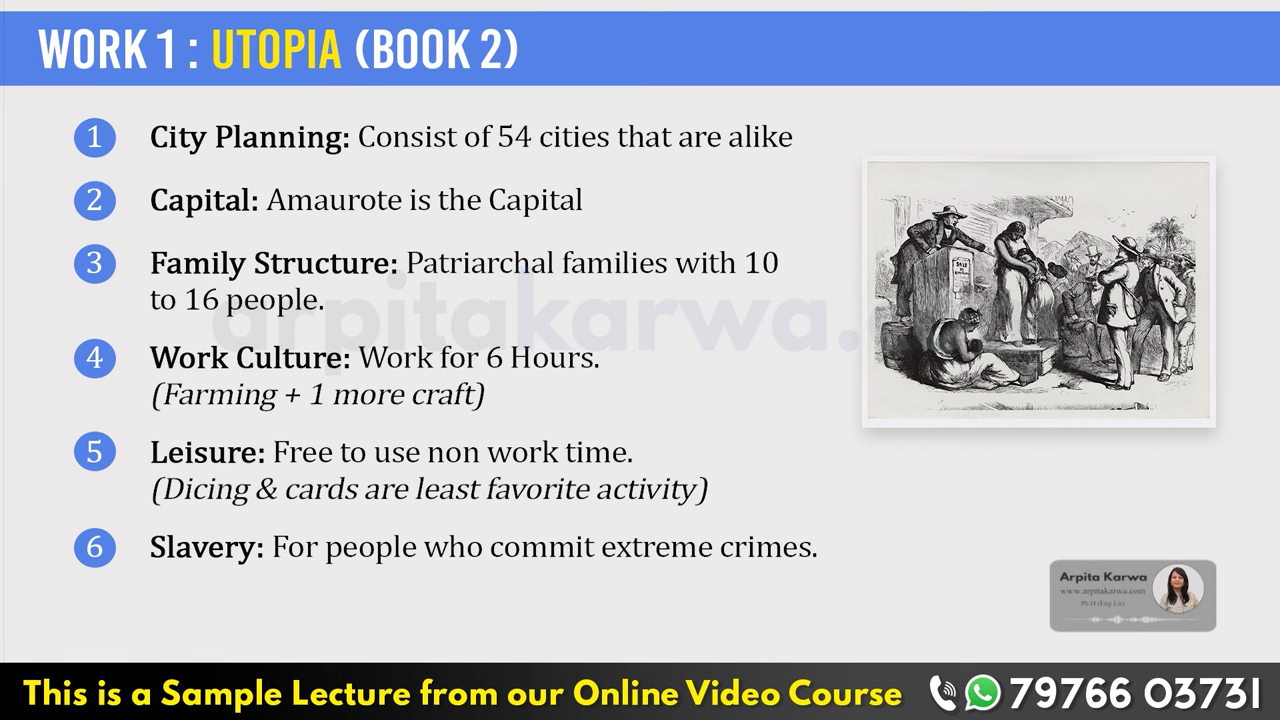 WORK 1 : UTOPIA (BOOK 2)
1 City Planning: Consist of 54 cities that are alike
2 Capital: Amaurote is the Capital
3 Family Structure: Patriarchal families with 10
to 16 people.
4 Work Culture: Work for 6 Hours.
(Farming + 1 more craft)
5 Leisure: Free to use non work time.
(Dicing & cards are least favorite activity)
6 Slavery: For people who commit extreme crimes.
arpitakarwa.
Arpita Karwa
www.arpitakarwa.com
Ph.D (Eng Lit)
This is a Sample Lecture from our Online Video Course 79766 03731